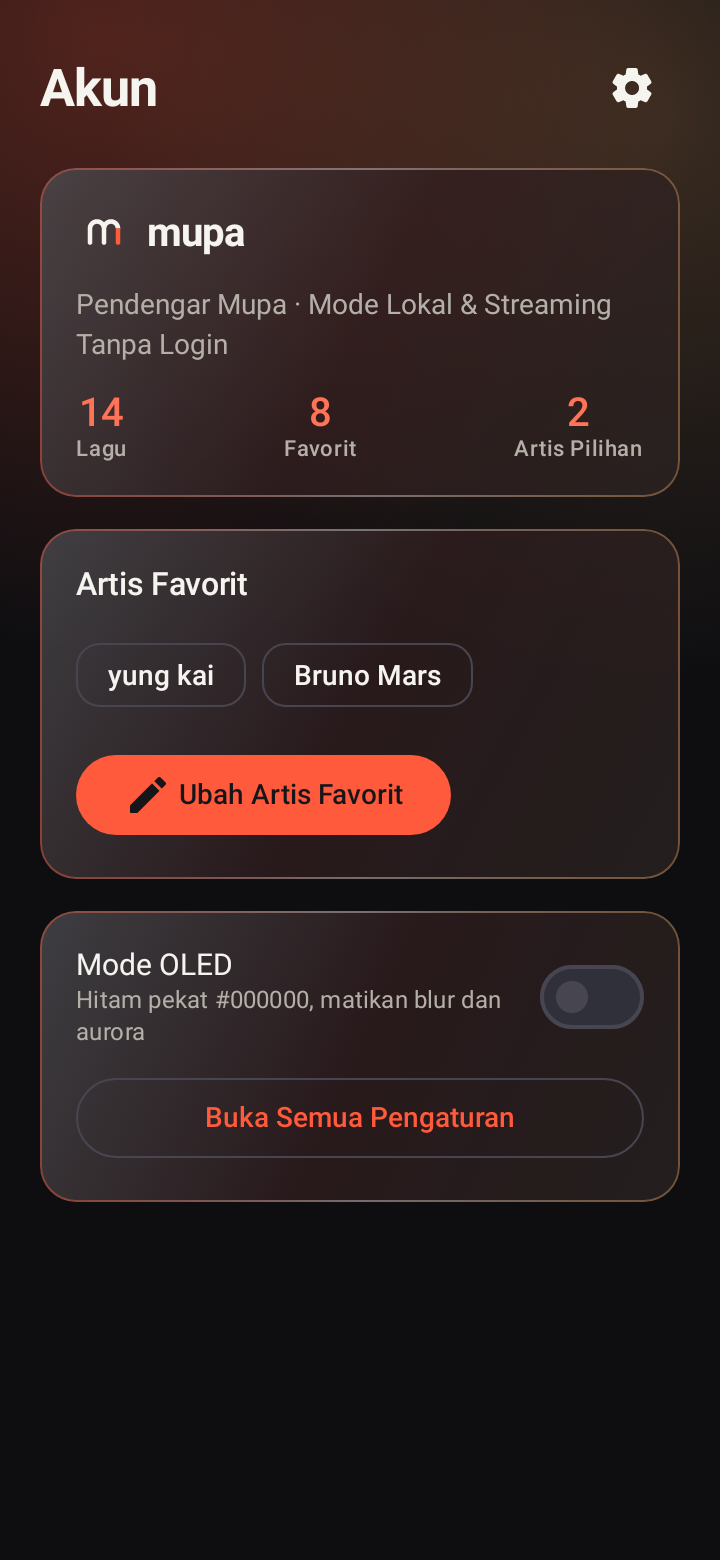 Akun
mupa
Pendengar Mupa · Mode Lokal & Streaming
Tanpa Login
14
Lagu
8
Favorit
2
Artis Pilihan
Artis Favorit
yung kai
Bruno Mars
Ubah Artis Favorit
Mode OLED
Hitam pekat #000000, matikan blur dan
aurora
Buka Semua Pengaturan